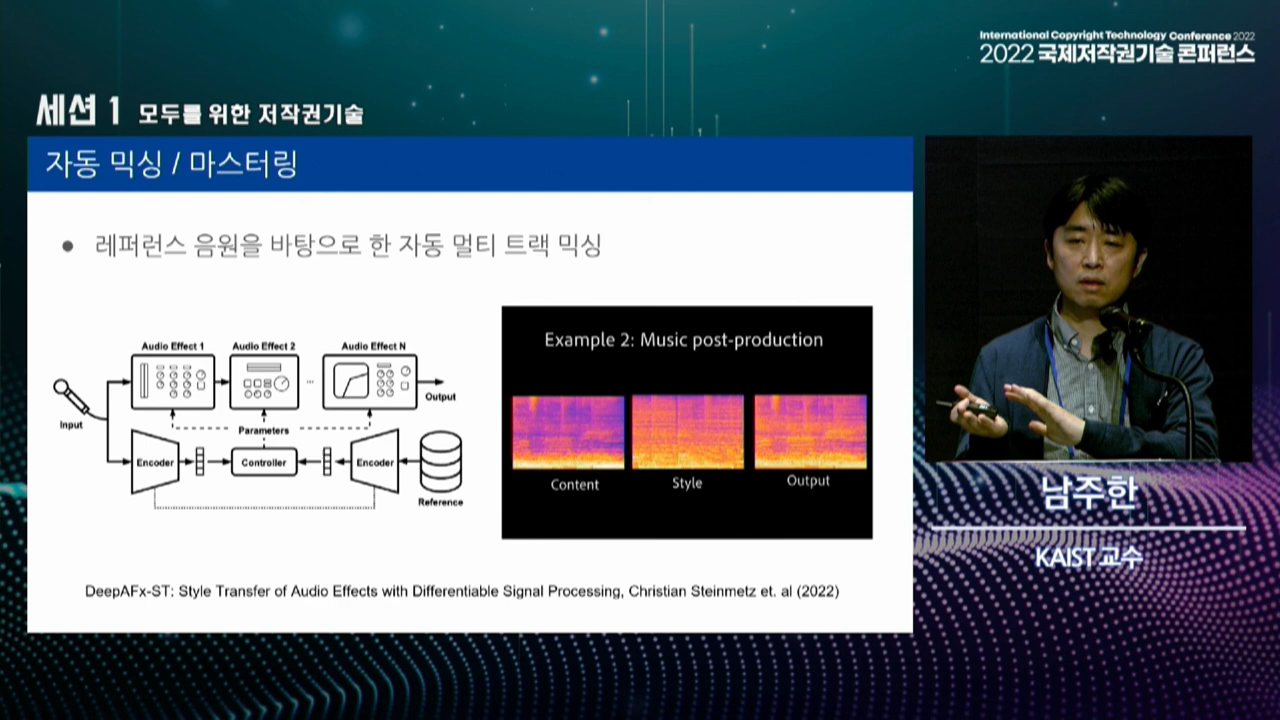 International Copyright Technology Conference 2022
2022 국제저작권기술 콘퍼런스
세션 1 모두를 위한 저작권기술
자동 믹싱 / 마스터링
● 레퍼런스 음원을 바탕으로 한 자동 멀티 트랙 믹싱
Audio Effect 1
Audio Effect 2
Audio Effect N
...
Input
Output
Parameters
Encoder
Controller
Encoder
Reference
Example 2: Music post-production
Content
Style
Output
DeepAFx-ST: Style Transfer of Audio Effects with Differentiable Signal Processing, Christian Steinmetz et. al (2022)
남주한
KAIST 교수